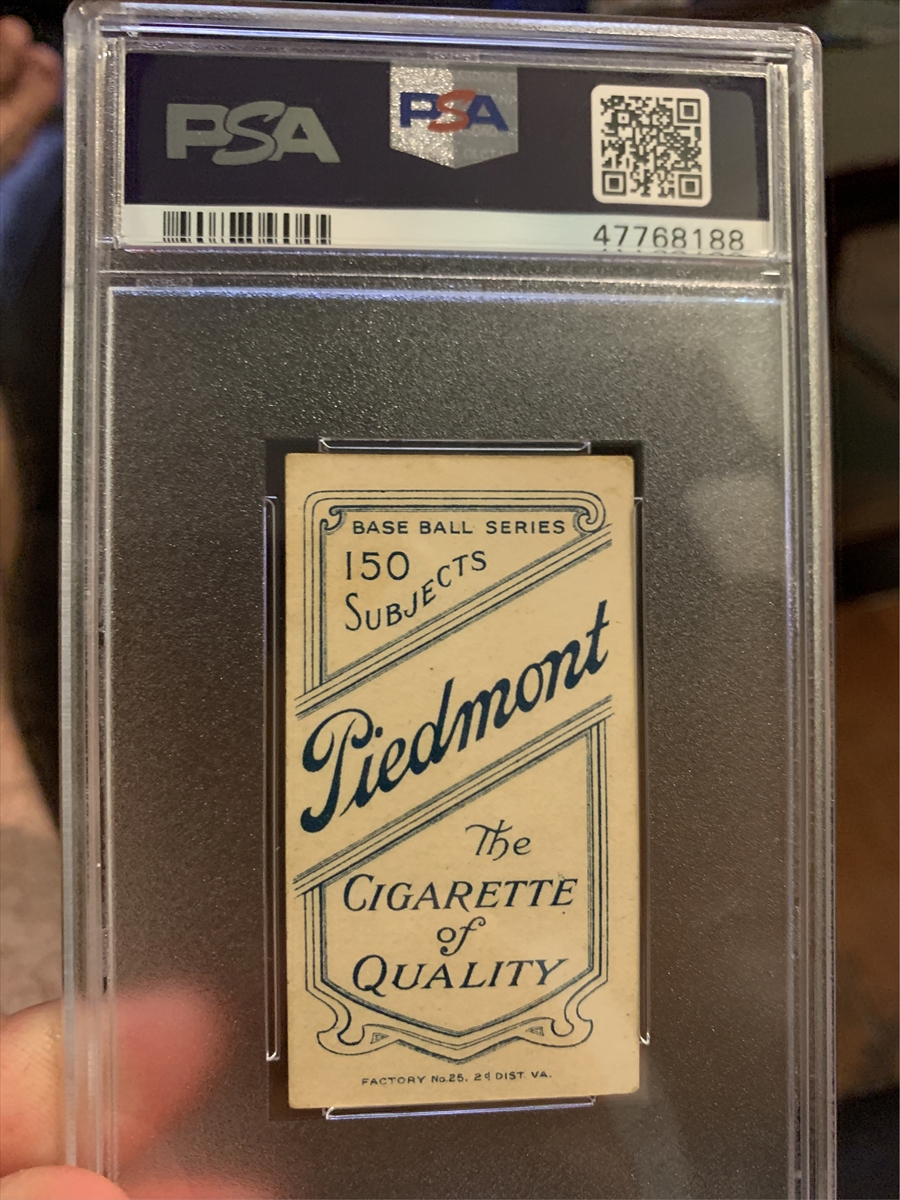 PSA
PSA
47768188
BASE BALL SERIES
150
SUBJECTS
Piedmont
The
CIGARETTE
of
QUALITY
FACTORY No. 25. 2d DIST. VA.